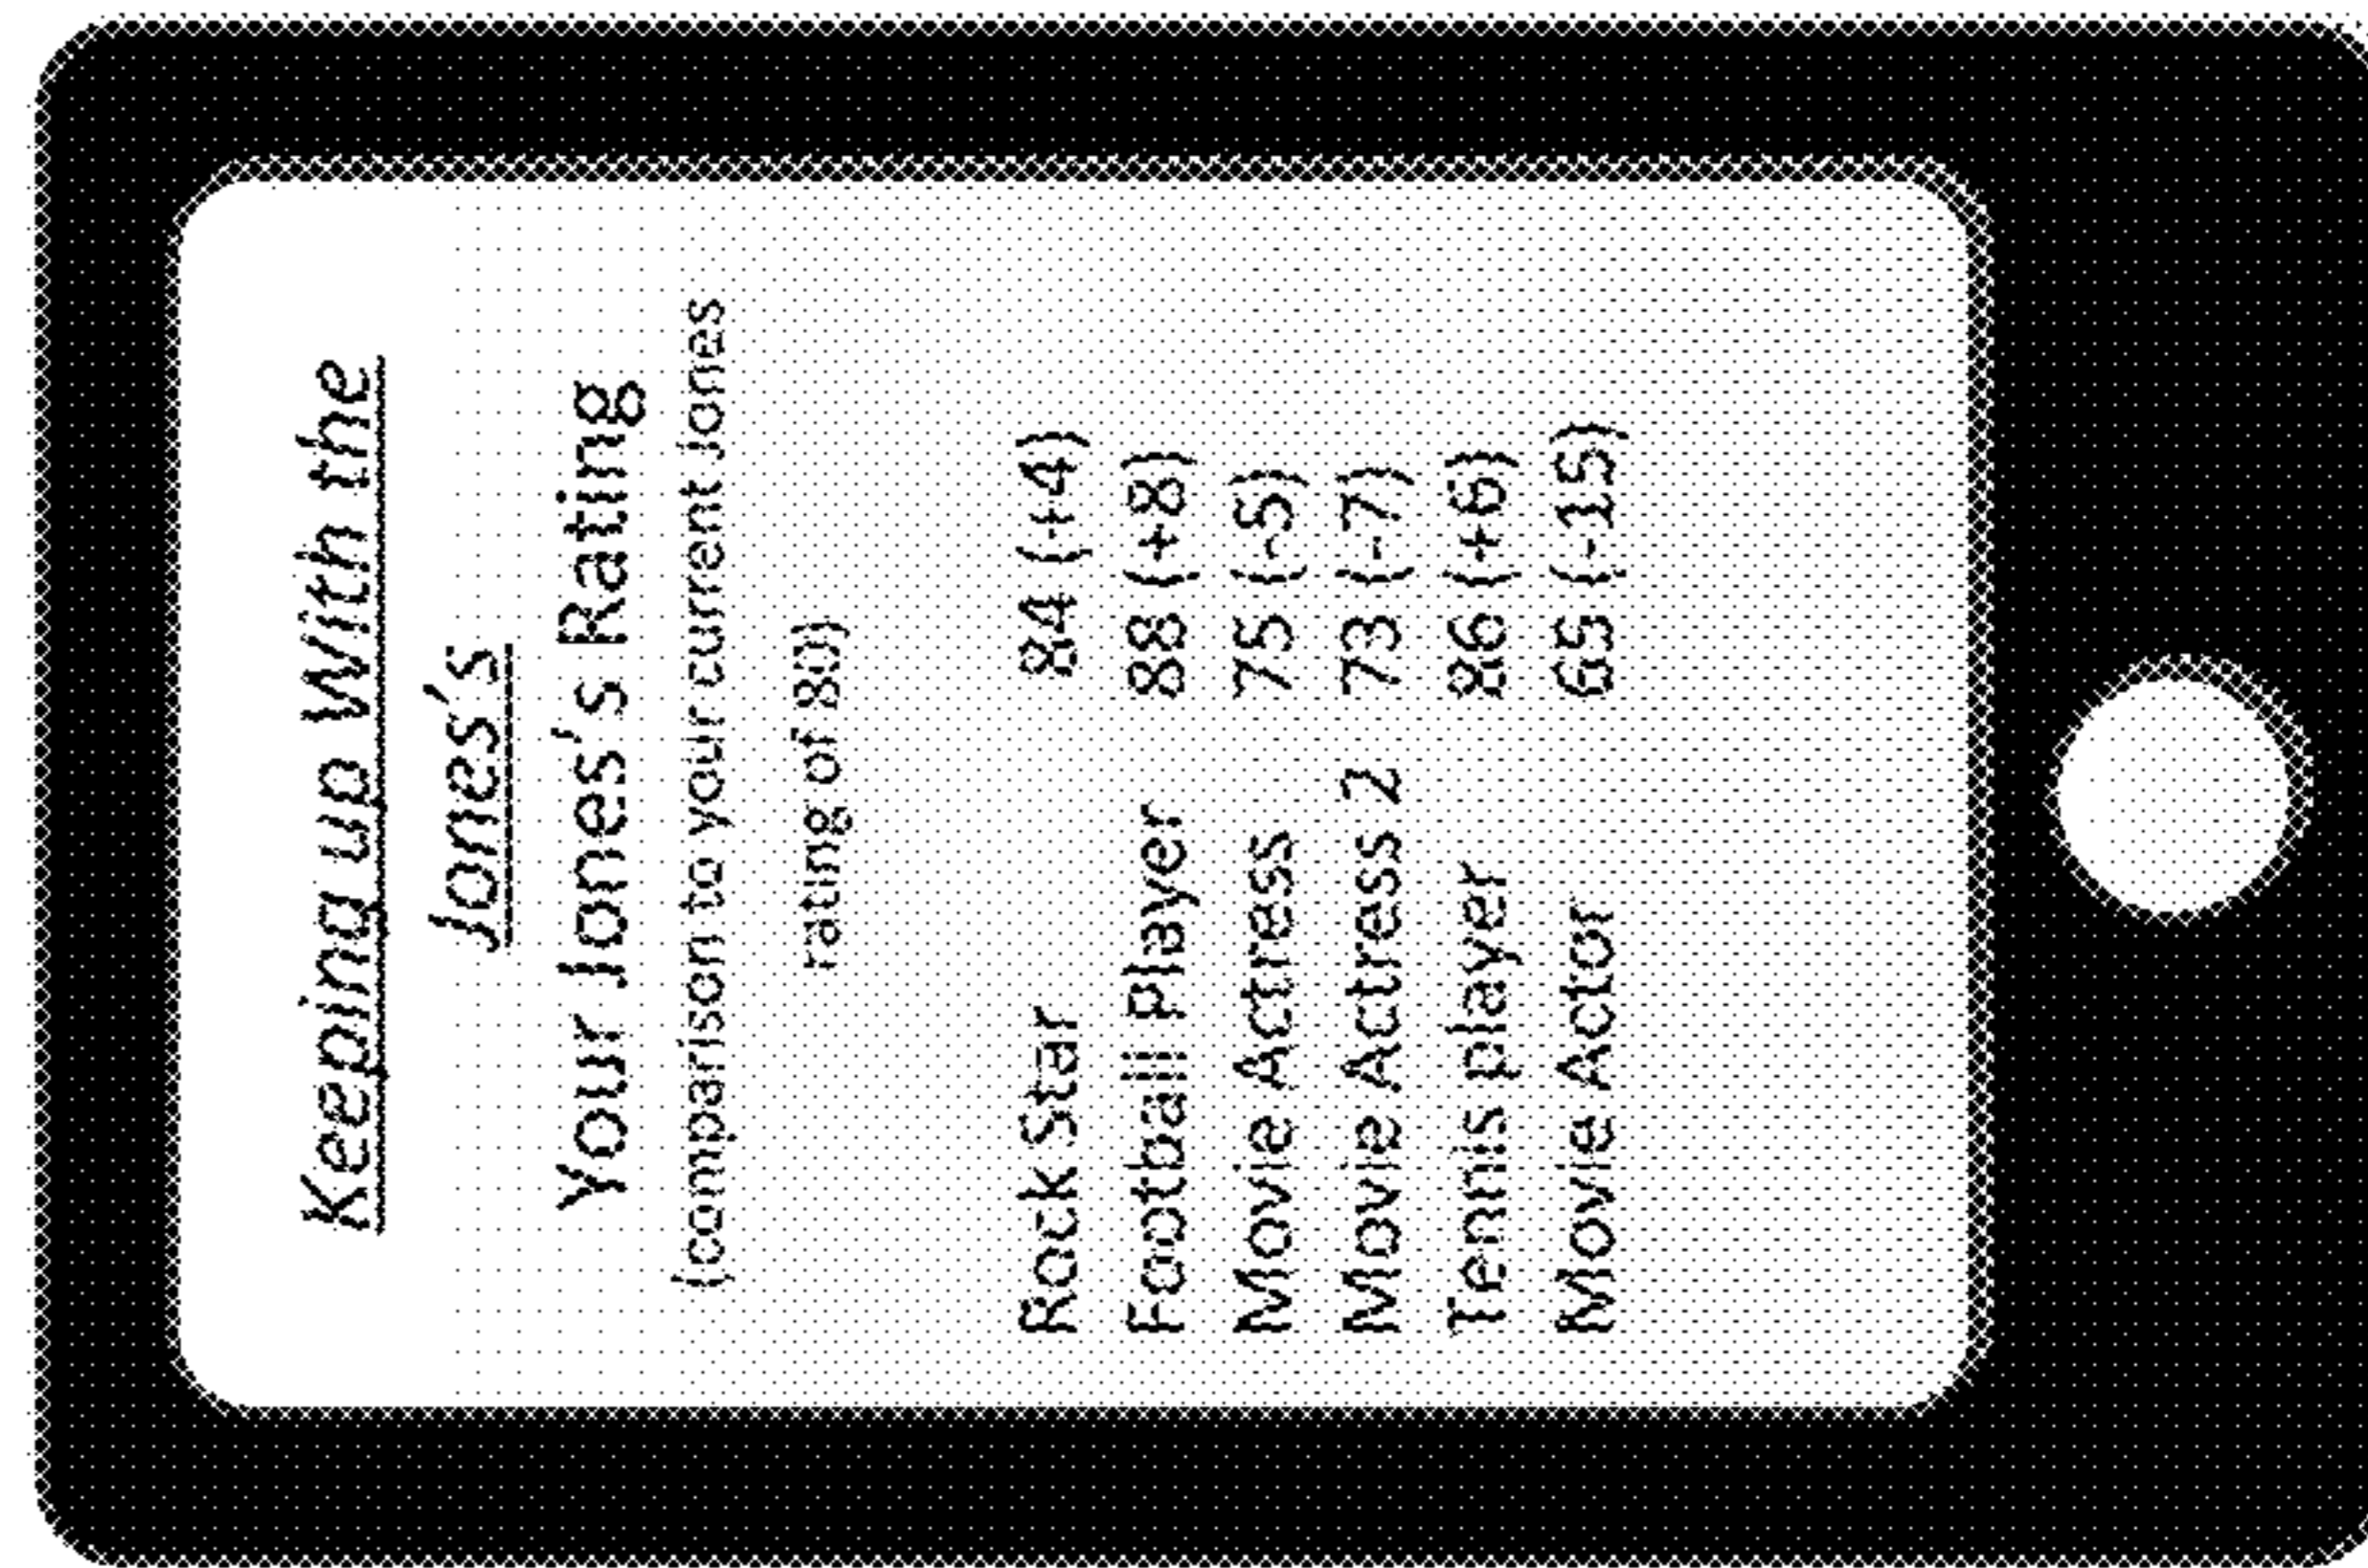 Keeping up With the
Jones's
Your Jones's Rating
(comparison to your current Jones
rating of 80)
Rock Star 84 (+4)
Football Player 88 (+8)
Movie Actress 75 (-5)
Movie Actress 2 73 (-7)
Tennis player 86 (+6)
Movie Actor 65 (-15)